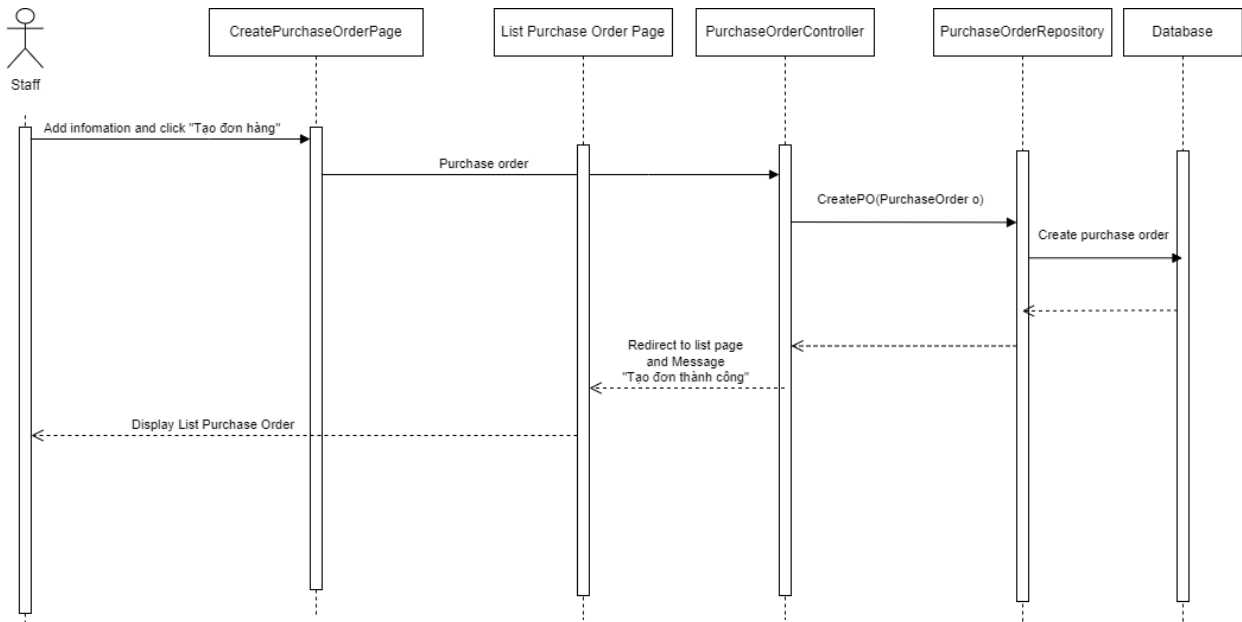 CreatePurchaseOrderPage
List Purchase Order Page
PurchaseOrderController
PurchaseOrderRepository
Database
Staff
Add infomation and click "Tạo đơn hàng"
Purchase order
CreatePO(PurchaseOrder o)
Create purchase order
Redirect to list page
and Message
"Tạo đơn thành công"
Display List Purchase Order